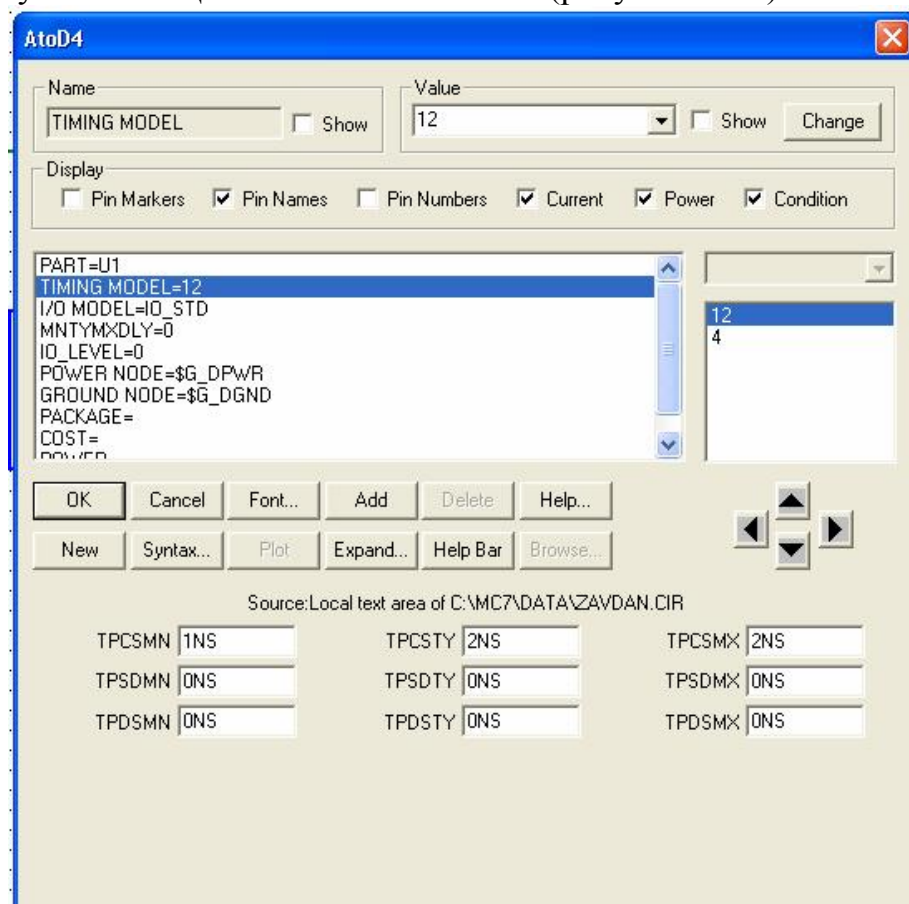 AtoD4
Name
TIMING MODEL Show
Value
12 Show Change
Display
Pin Markers Pin Names Pin Numbers Current Power Condition
PART=U1
TIMING MODEL=12
I/O MODEL=IO_STD
MNTYMXDLY=0
IO_LEVEL=0
POWER NODE=$G_DPWR
GROUND NODE=$G_DGND
PACKAGE=
COST=
12
4
OK Cancel Font... Add Delete Help...
New Syntax... Plot Expand... Help Bar Browse...
Source:Local text area of C:\MC7\DATA\ZAVDAN.CIR
TPCSMN 1NS TPCSTY 2NS TPCSMX 2NS
TPSDMN 0NS TPSDTY 0NS TPSDMX 0NS
TPDSMN 0NS TPDSTY 0NS TPDSMX 0NS